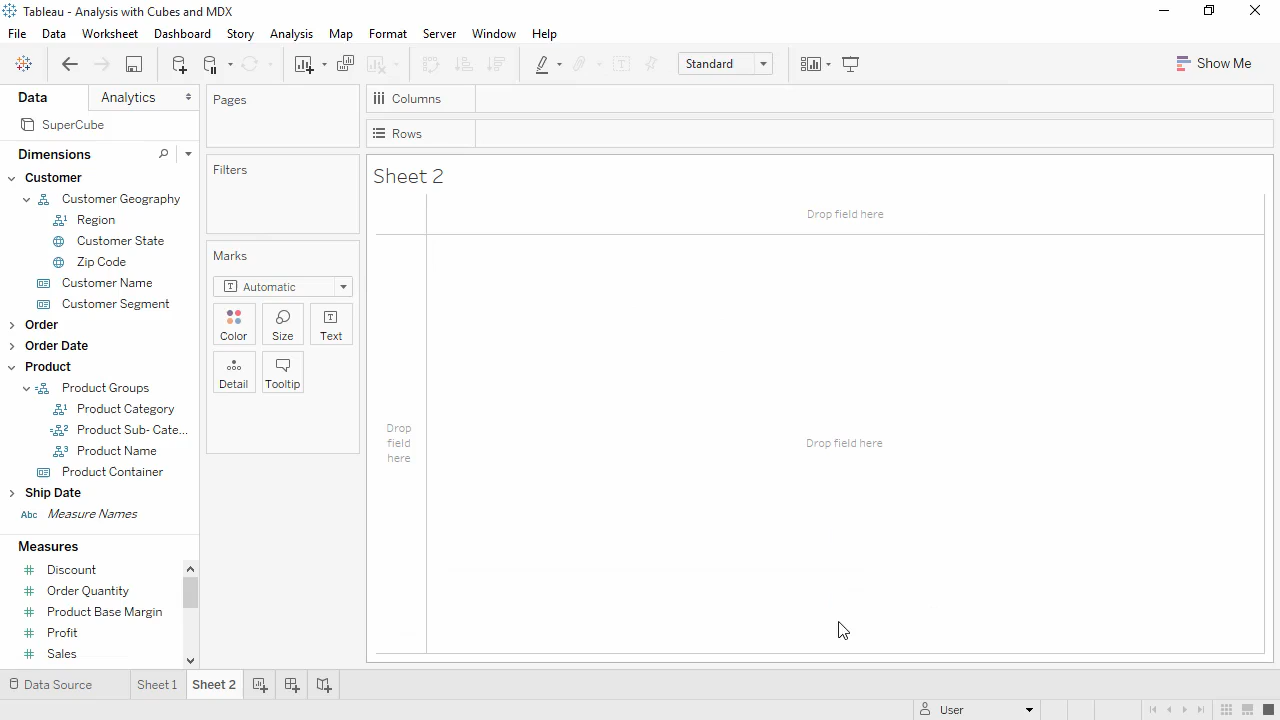 Tableau - Analysis with Cubes and MDX
File Data Worksheet Dashboard Story Analysis Map Format Server Window Help
Standard
Show Me
Data Analytics
SuperCube
Dimensions
Customer
Customer Geography
Region
Customer State
Zip Code
Customer Name
Customer Segment
Order
Order Date
Product
Product Groups
Product Category
Product Sub- Cate...
Product Name
Product Container
Ship Date
Abc Measure Names
Measures
Discount
Order Quantity
Product Base Margin
Profit
Sales
Pages
Filters
Marks
T Automatic
Color Size Text
Detail Tooltip
Columns
Rows
Sheet 2
Drop field here
Drop
field
here
Drop field here
Data Source Sheet 1 Sheet 2
User